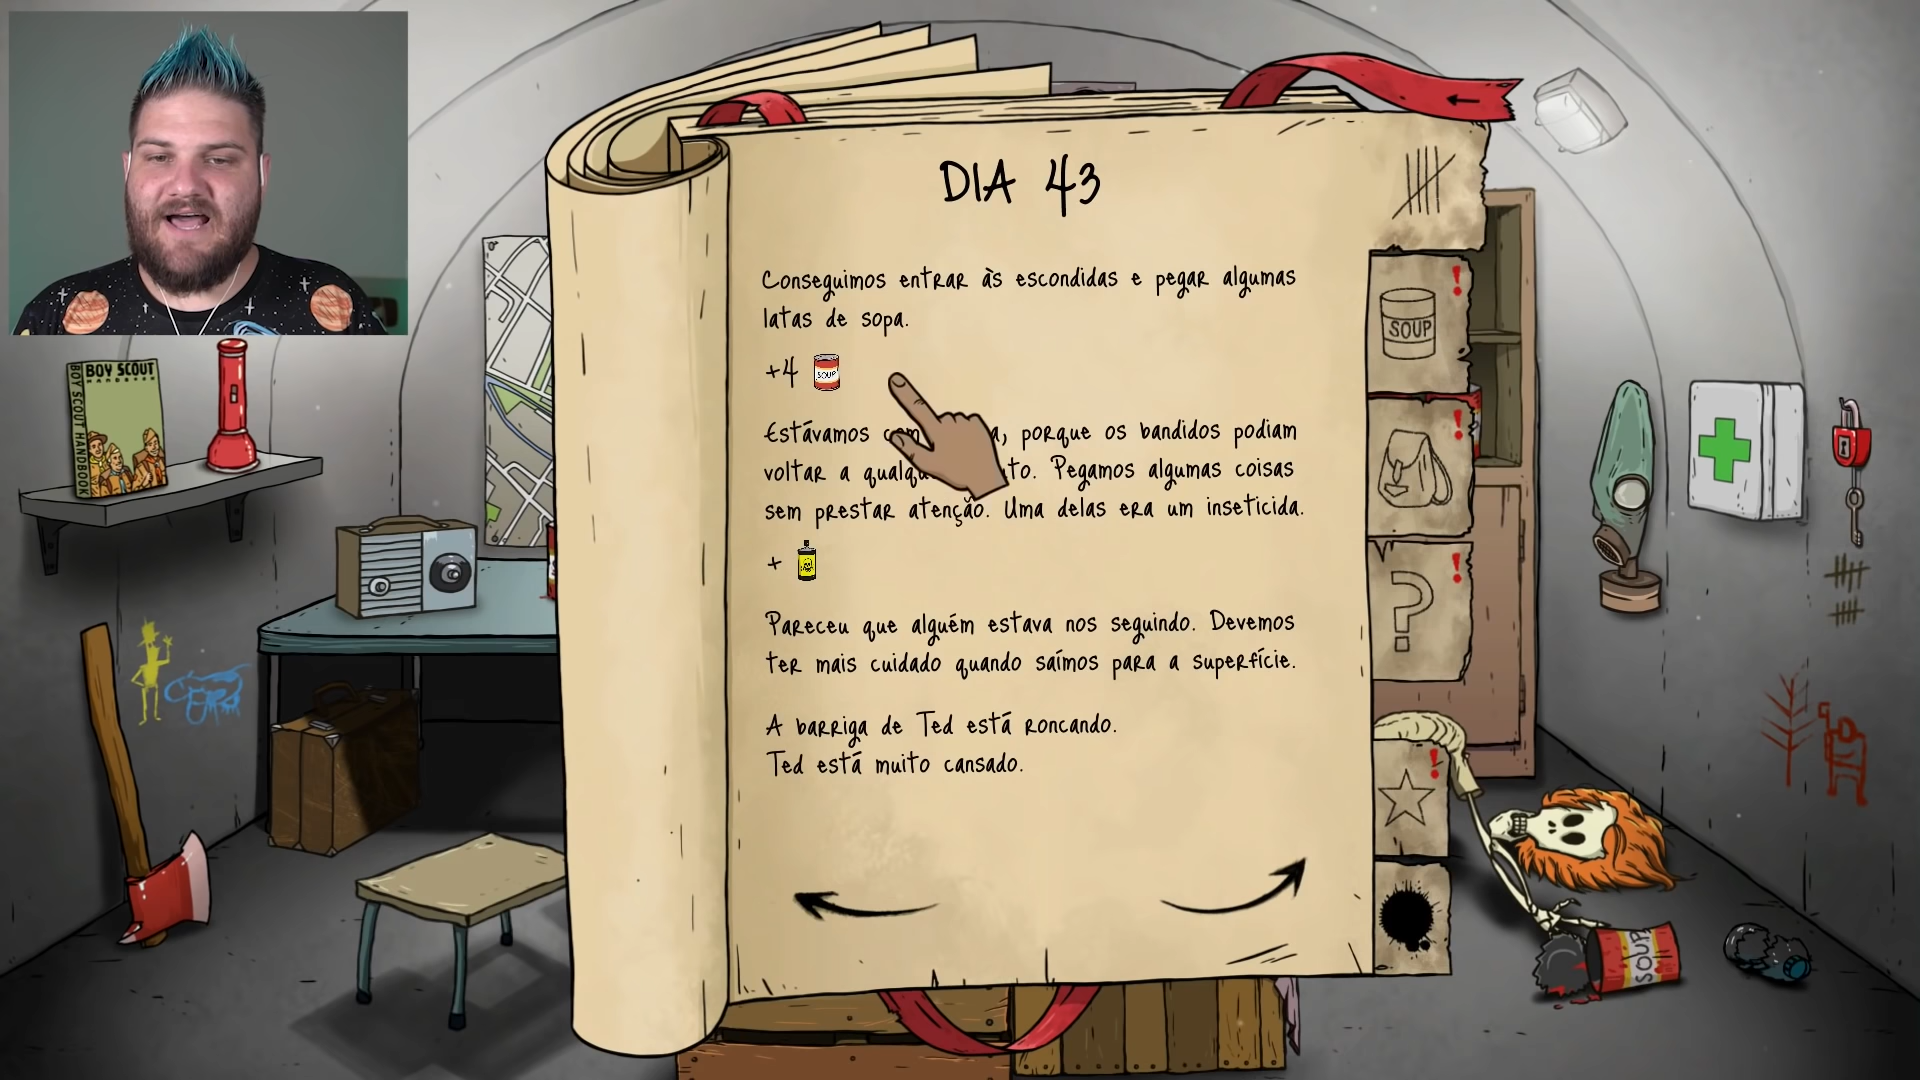 BOY SCOUT
HANDBOOK
BOY SCOUT HANDBOOK
DIA 43
Conseguimos entrar às escondidas e pegar algumas
latas de sopa.
+4
SOUP
Estávamos com a, porque os bandidos podiam
voltar a qualqu to. Pegamos algumas coisas
sem prestar atenção. Uma delas era um inseticida.
+
Pareceu que alguém estava nos seguindo. Devemos
ter mais cuidado quando saímos para a superfície.
A barriga de Ted está roncando.
Ted está muito cansado.
!
SOUP
!
!
?
!
SOUP